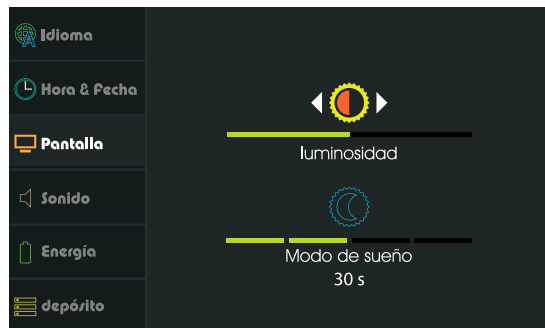 Idioma
Hora & Fecha
Pantalla
Sonido
Energía
depósito
luminosidad
Modo de sueño
30 s